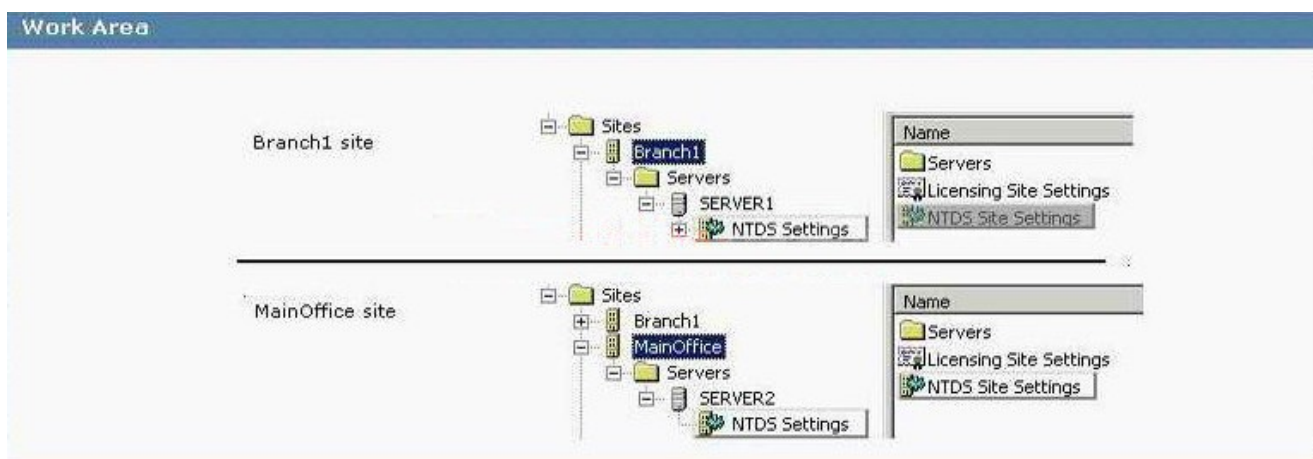 Work Area
Branch1 site
Sites
Branch1
Servers
SERVER1
NTDS Settings
Name
Servers
Licensing Site Settings
NTDS Site Settings
MainOffice site
Sites
Branch1
MainOffice
Servers
SERVER2
NTDS Settings
Name
Servers
Licensing Site Settings
NTDS Site Settings